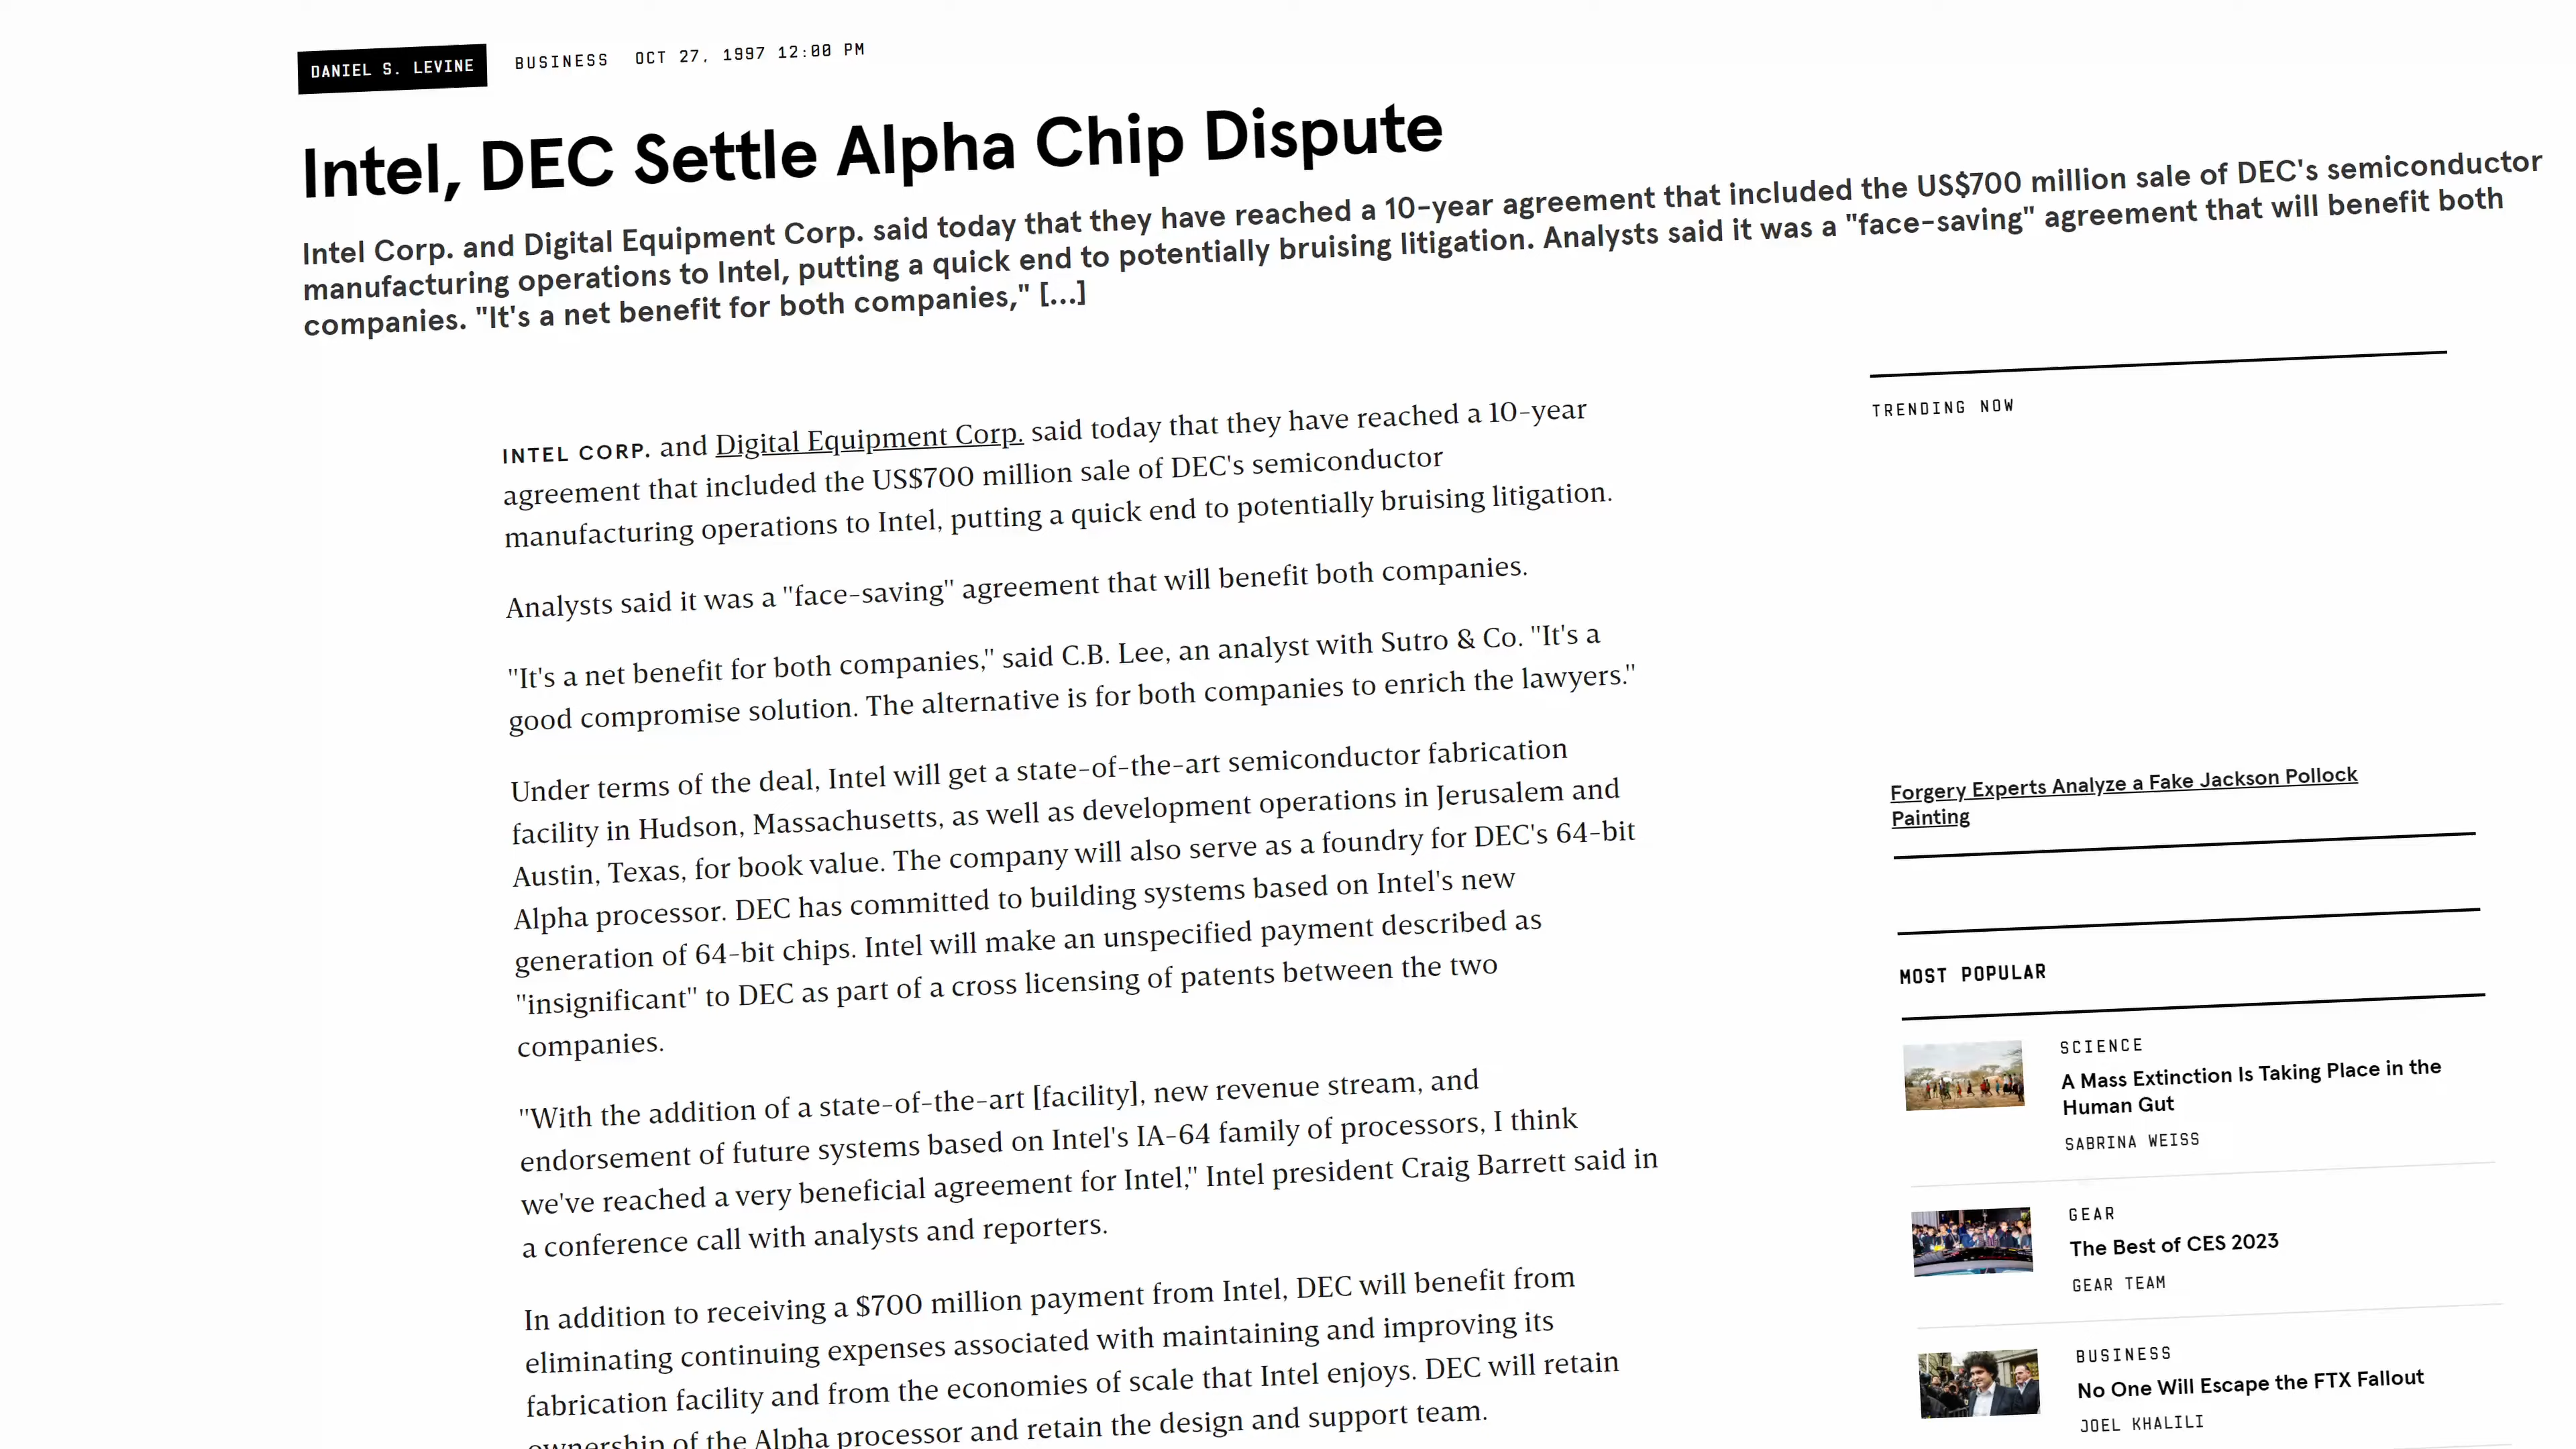 DANIEL S. LEVINE BUSINESS OCT 27, 1997 12:00 PM
Intel, DEC Settle Alpha Chip Dispute
Intel Corp. and Digital Equipment Corp. said today that they have reached a 10-year agreement that included the US$700 million sale of DEC's semiconductor
manufacturing operations to Intel, putting a quick end to potentially bruising litigation. Analysts said it was a "face-saving" agreement that will benefit both
companies. "It's a net benefit for both companies," [...]
INTEL CORP. and Digital Equipment Corp. said today that they have reached a 10-year
agreement that included the US$700 million sale of DEC's semiconductor
manufacturing operations to Intel, putting a quick end to potentially bruising litigation.
Analysts said it was a "face-saving" agreement that will benefit both companies.
"It's a net benefit for both companies," said C.B. Lee, an analyst with Sutro & Co. "It's a
good compromise solution. The alternative is for both companies to enrich the lawyers."
Under terms of the deal, Intel will get a state-of-the-art semiconductor fabrication
facility in Hudson, Massachusetts, as well as development operations in Jerusalem and
Austin, Texas, for book value. The company will also serve as a foundry for DEC's 64-bit
Alpha processor. DEC has committed to building systems based on Intel's new
generation of 64-bit chips. Intel will make an unspecified payment described as
"insignificant" to DEC as part of a cross licensing of patents between the two
companies.
"With the addition of a state-of-the-art [facility], new revenue stream, and
endorsement of future systems based on Intel's IA-64 family of processors, I think
we've reached a very beneficial agreement for Intel," Intel president Craig Barrett said in
a conference call with analysts and reporters.
In addition to receiving a $700 million payment from Intel, DEC will benefit from
eliminating continuing expenses associated with maintaining and improving its
fabrication facility and from the economies of scale that Intel enjoys. DEC will retain
ownership of the Alpha processor and retain the design and support team.
TRENDING NOW
Forgery Experts Analyze a Fake Jackson Pollock
Painting
MOST POPULAR
SCIENCE
A Mass Extinction Is Taking Place in the
Human Gut
SABRINA WEISS
GEAR
The Best of CES 2023
GEAR TEAM
BUSINESS
No One Will Escape the FTX Fallout
JOEL KHALILI